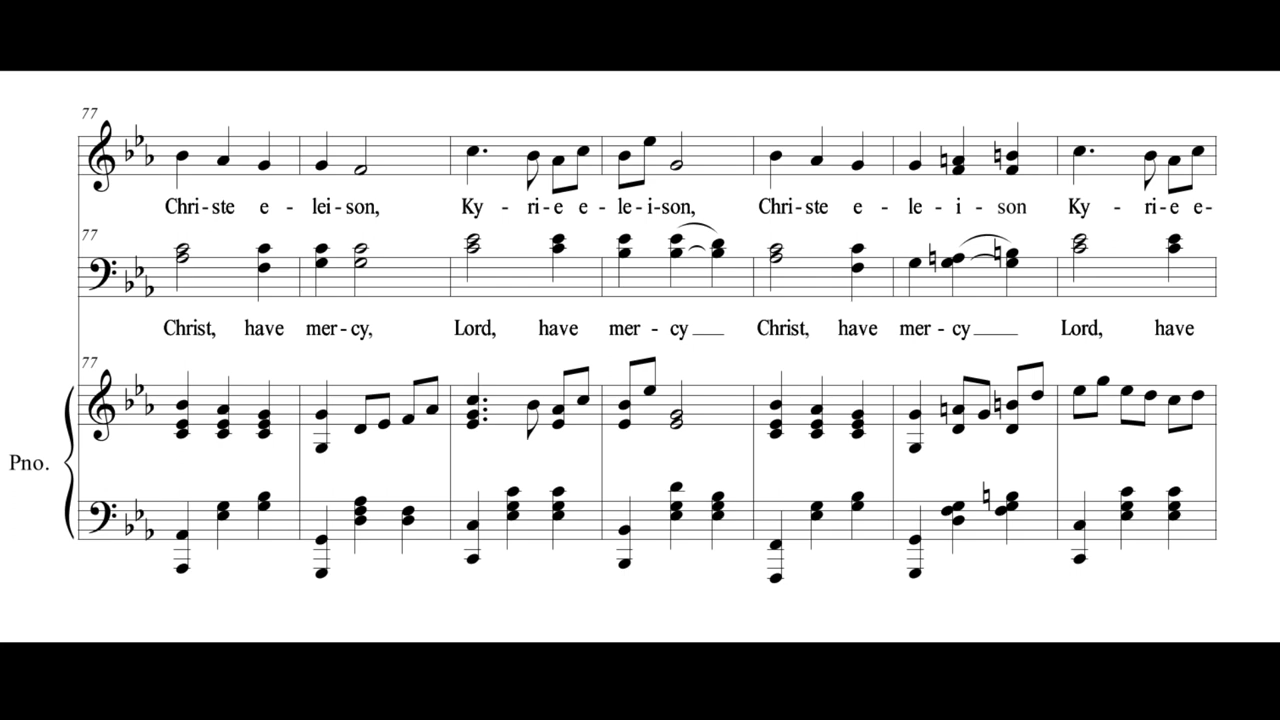 77
Chri-ste e - lei-son, Ky - ri-e e-le-i-son, Chri-ste e - le-i - son Ky - ri-e e-
77
Christ, have mer-cy, Lord, have mer - cy Christ, have mer - cy Lord, have
77
Pno.